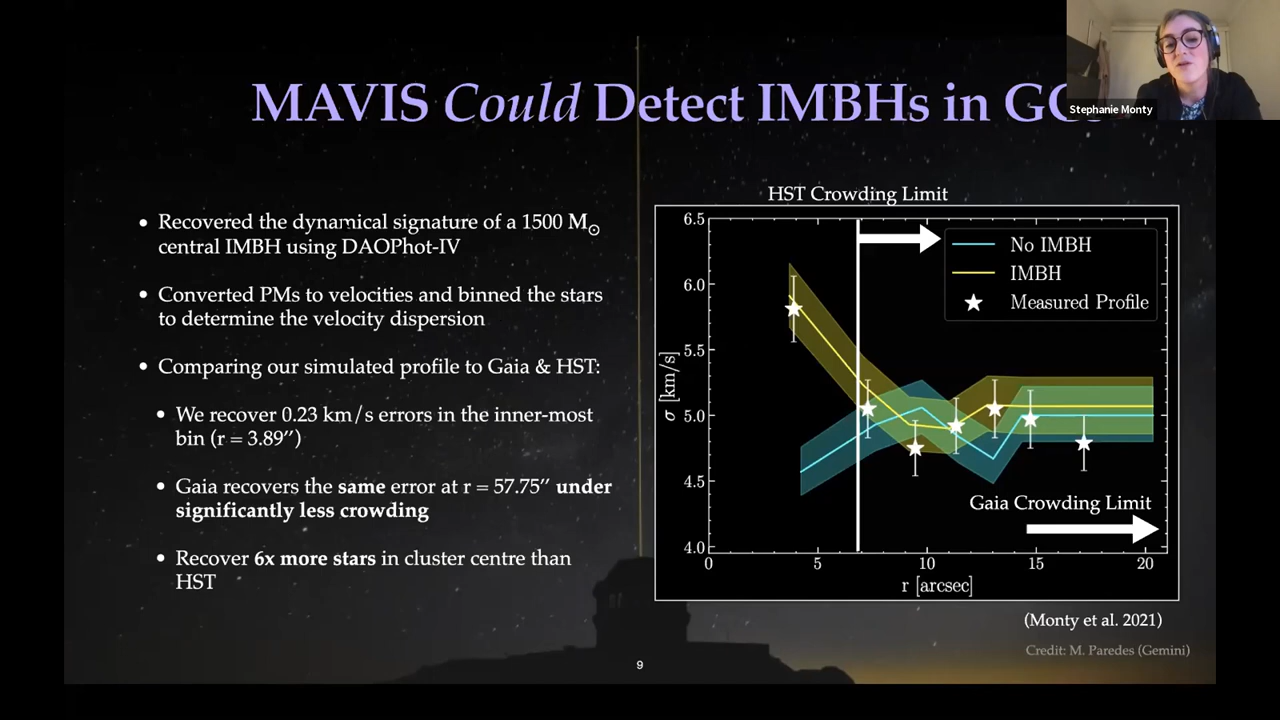 Stephanie Monty
MAVIS Could Detect IMBHs in
• Recovered the dynamical signature of a 1500 M⊙
central IMBH using DAOPhot-IV
• Converted PMs to velocities and binned the stars
to determine the velocity dispersion
• Comparing our simulated profile to Gaia & HST:
• We recover 0.23 km/s errors in the inner-most
bin (r = 3.89″)
• Gaia recovers the same error at r = 57.75″ under
significantly less crowding
• Recover 6x more stars in cluster centre than
HST
HST Crowding Limit
No IMBH
IMBH
Measured Profile
6.5
6.0
5.5
5.0
4.5
4.0
σ [km/s]
Gaia Crowding Limit
0 5 10 15 20
r [arcsec]
(Monty et al. 2021)
Credit: M. Paredes (Gemini)
9